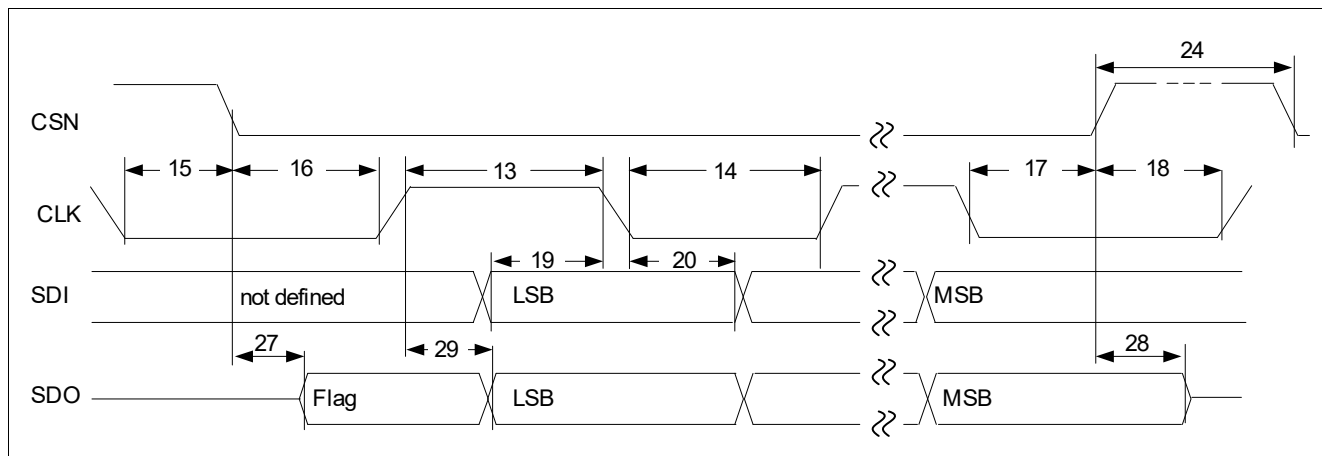 24
CSN
15
16
13
14
17
18
CLK
19
20
SDI
not defined
LSB
MSB
27
29
28
SDO
Flag
LSB
MSB